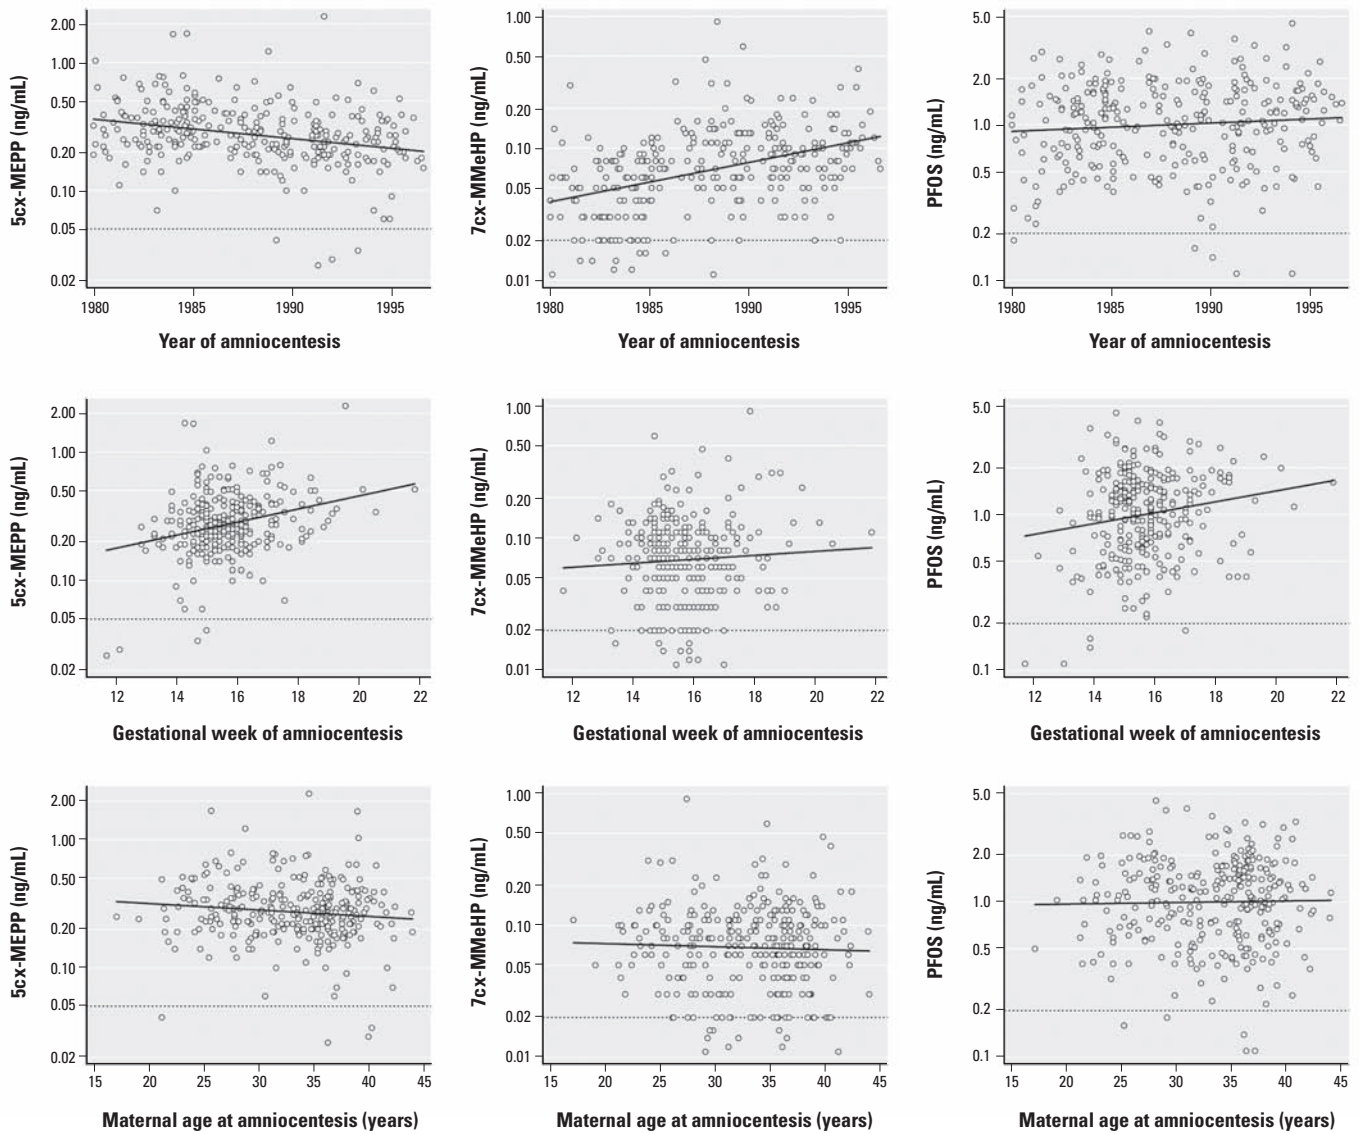 5cx-MEPP (ng/mL)
2.00
1.00
0.50
0.20
0.10
0.05
0.02
1980 1985 1990 1995
Year of amniocentesis
7cx-MMeHP (ng/mL)
1.00
0.50
0.20
0.10
0.05
0.02
0.01
1980 1985 1990 1995
Year of amniocentesis
PFOS (ng/mL)
5.0
2.0
1.0
0.5
0.2
0.1
1980 1985 1990 1995
Year of amniocentesis
5cx-MEPP (ng/mL)
2.00
1.00
0.50
0.20
0.10
0.05
0.02
12 14 16 18 20 22
Gestational week of amniocentesis
7cx-MMeHP (ng/mL)
1.00
0.50
0.20
0.10
0.05
0.02
0.01
12 14 16 18 20 22
Gestational week of amniocentesis
PFOS (ng/mL)
5.0
2.0
1.0
0.5
0.2
0.1
12 14 16 18 20 22
Gestational week of amniocentesis
5cx-MEPP (ng/mL)
2.00
1.00
0.50
0.20
0.10
0.05
0.02
15 20 25 30 35 40 45
Maternal age at amniocentesis (years)
7cx-MMeHP (ng/mL)
1.00
0.50
0.20
0.10
0.05
0.02
0.01
15 20 25 30 35 40 45
Maternal age at amniocentesis (years)
PFOS (ng/mL)
5.0
2.0
1.0
0.5
0.2
0.1
15 20 25 30 35 40 45
Maternal age at amniocentesis (years)